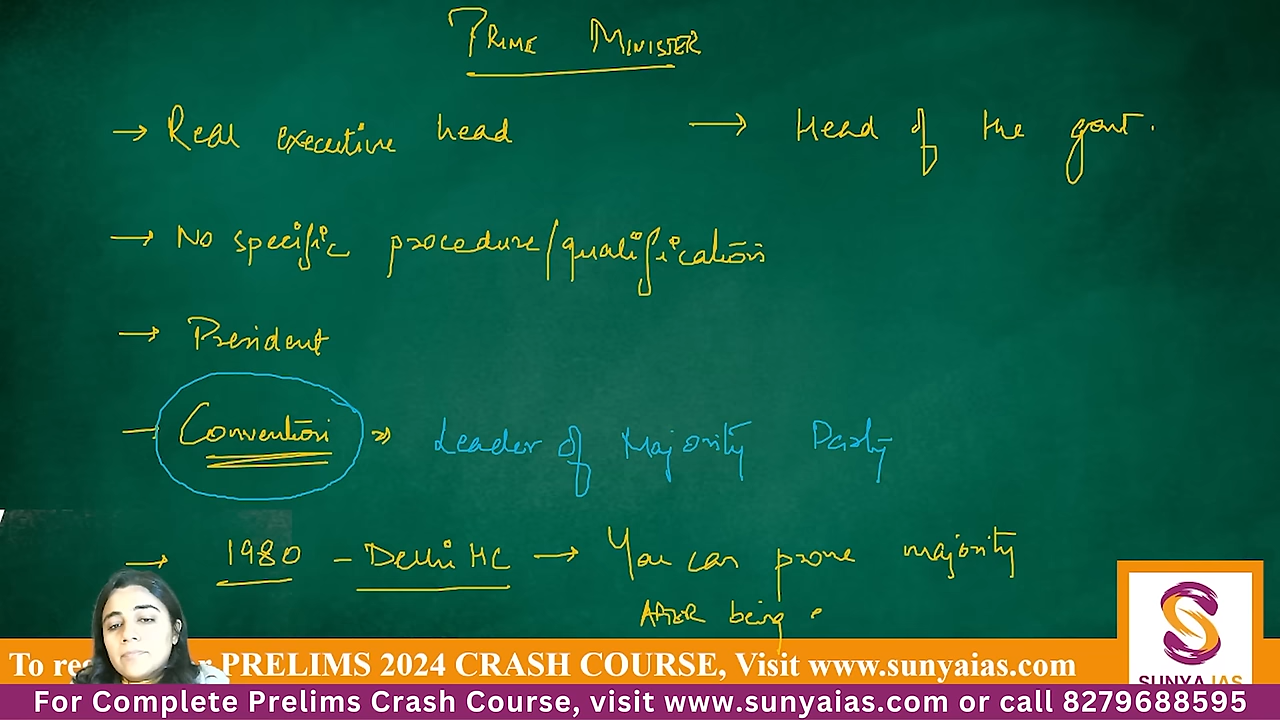 PRIME MINISTER
→ Real executive head → Head of the govt.
→ No specific procedure/qualification
→ President
→ Convention ⇒ Leader of Majority Party
→ 1980 - Delhi HC → You can prove majority
AFTER being
To r PRELIMS 2024 CRASH COURSE, Visit www.sunyaias.com
SUNYA IAS
For Complete Prelims Crash Course, visit www.sunyaias.com or call 8279688595